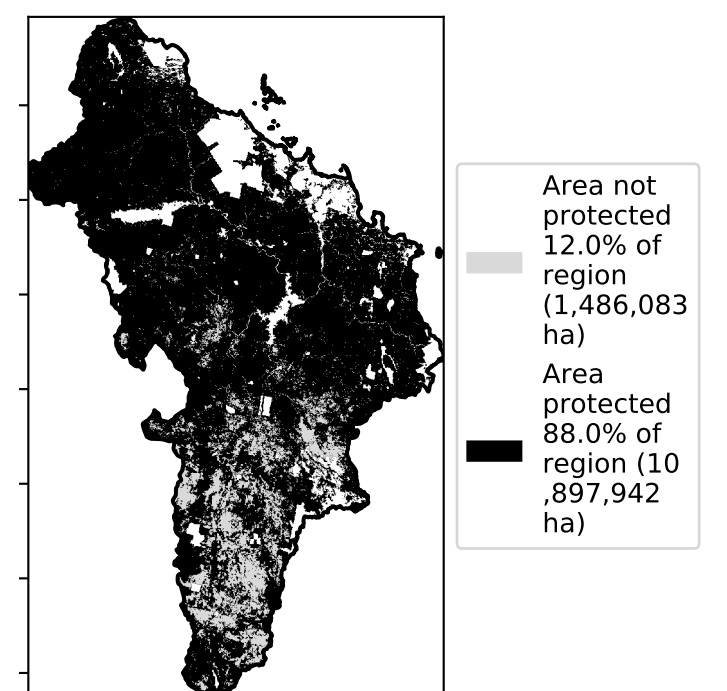 Area not
protected
12.0% of
region
(1,486,083
ha)
Area
protected
88.0% of
region (10
,897,942
ha)